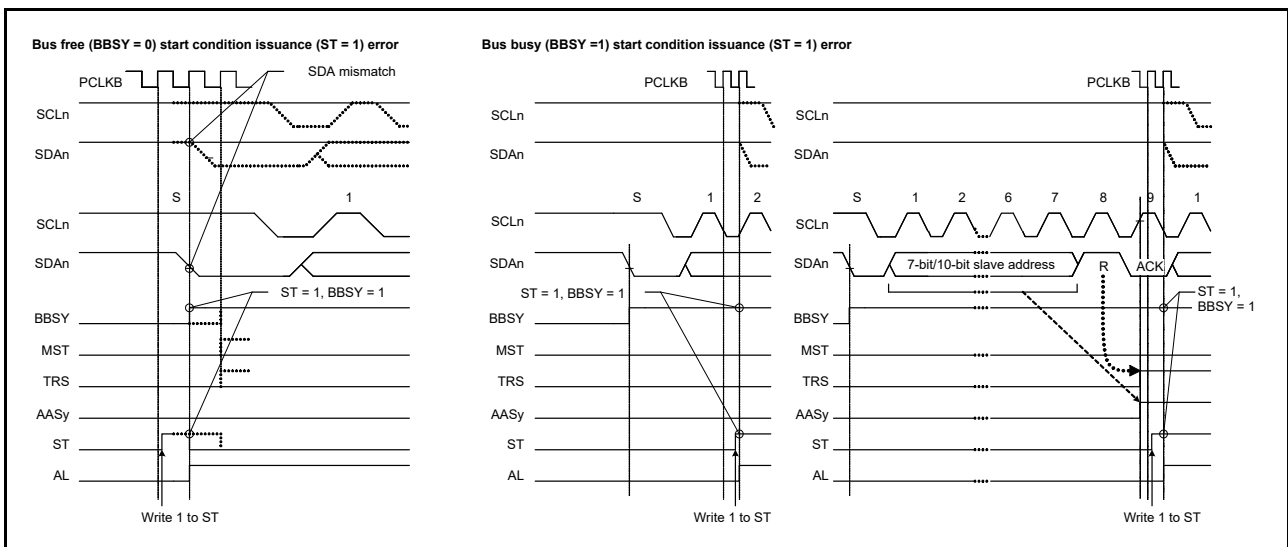 Bus free (BBSY = 0) start condition issuance (ST = 1) error
Bus busy (BBSY =1) start condition issuance (ST = 1) error
PCLKB
SDA mismatch
PCLKB
PCLKB
SCLn
SCLn
SCLn
SDAn
SDAn
SDAn
S 1
S 1 2
S 1 2 6 7 8 9 1
SCLn
SCLn
SCLn
SDAn
SDAn
SDAn
7-bit/10-bit slave address
R
ACK
ST = 1, BBSY = 1
ST = 1, BBSY = 1
ST = 1,
BBSY = 1
BBSY
BBSY
BBSY
MST
MST
MST
TRS
TRS
TRS
AASy
AASy
AASy
ST
ST
ST
AL
AL
AL
Write 1 to ST
Write 1 to ST
Write 1 to ST